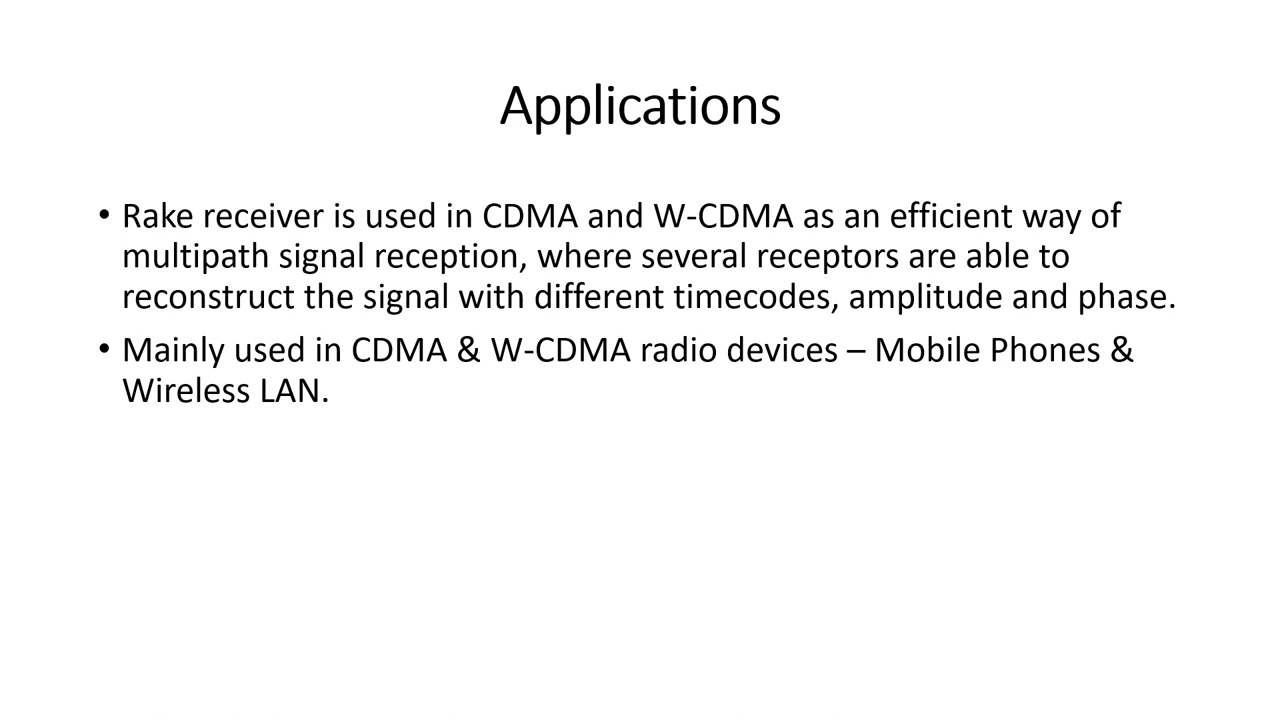 Applications
• Rake receiver is used in CDMA and W-CDMA as an efficient way of
multipath signal reception, where several receptors are able to
reconstruct the signal with different timecodes, amplitude and phase.
• Mainly used in CDMA & W-CDMA radio devices – Mobile Phones &
Wireless LAN.